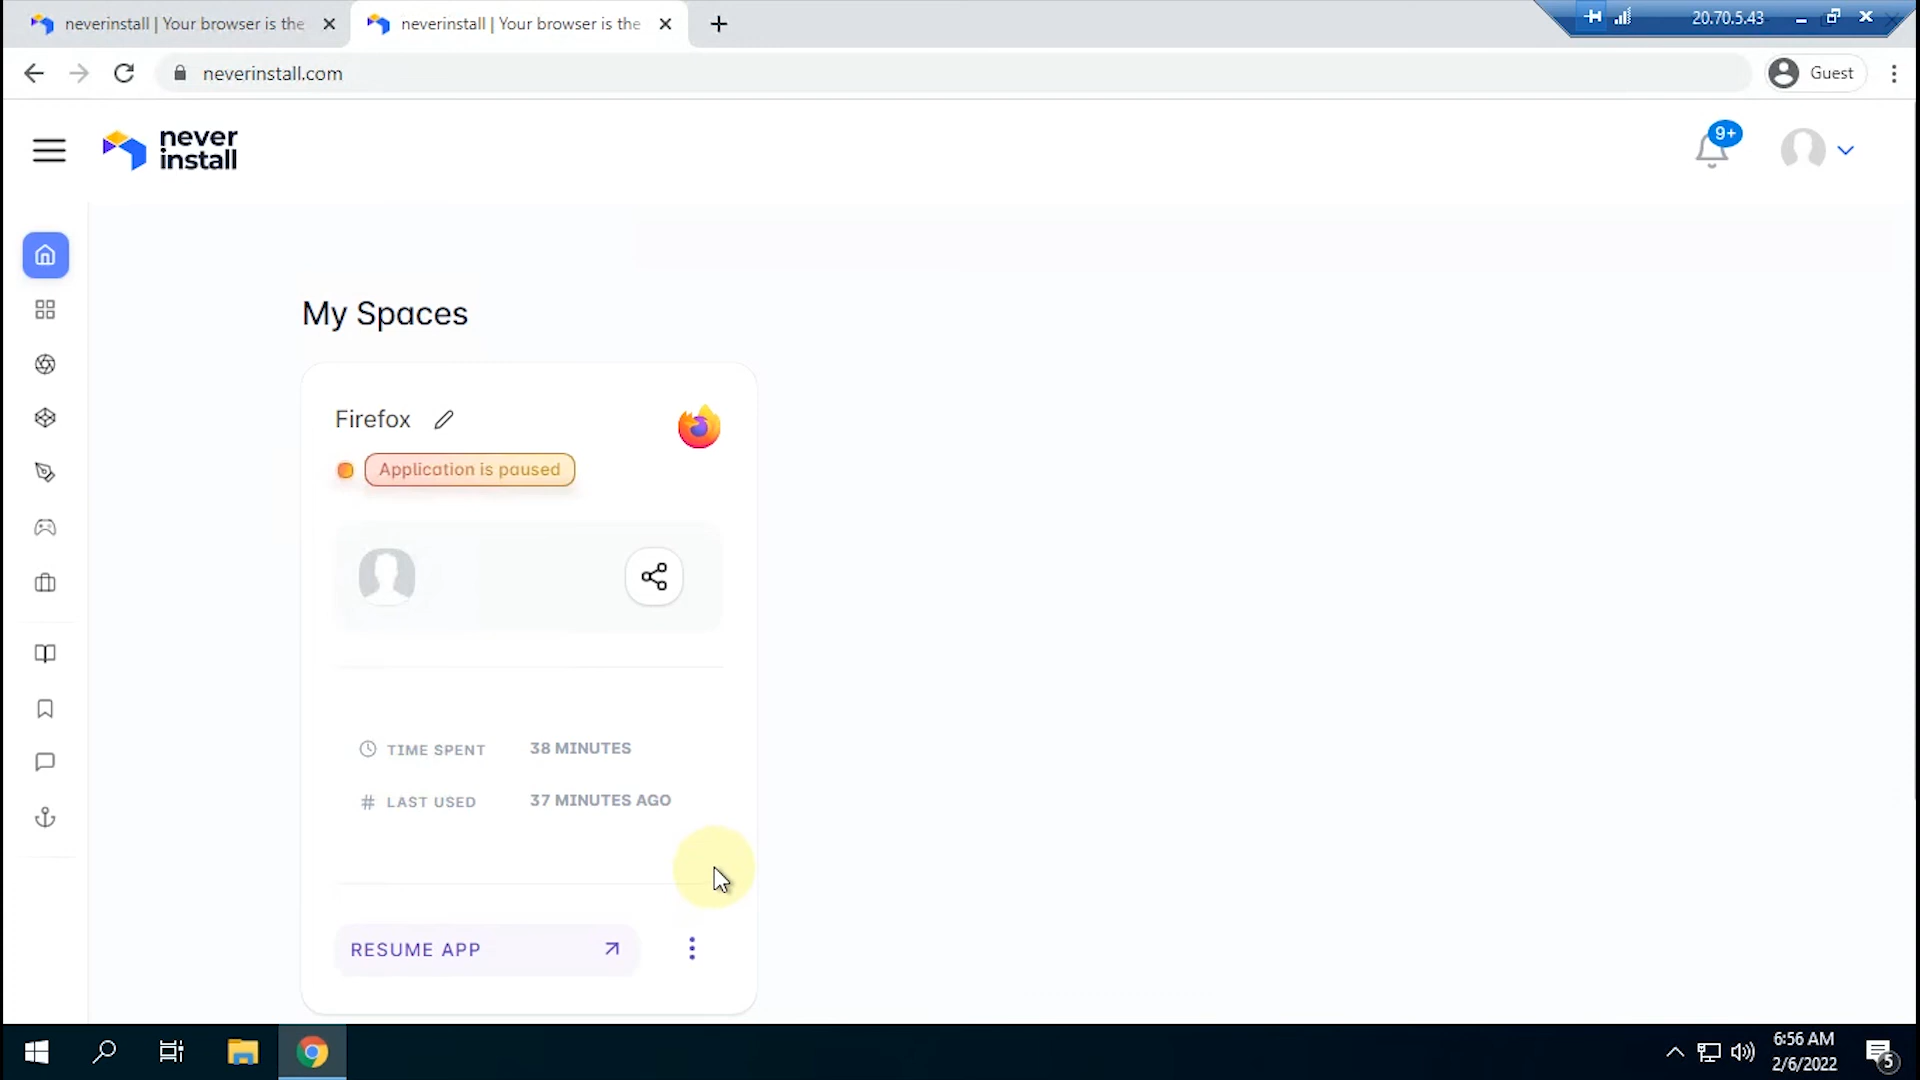 neverinstall | Your browser is the
neverinstall | Your browser is the
20.70.5.43
neverinstall.com
Guest
never
install
9+
My Spaces
Firefox
Application is paused
TIME SPENT 38 MINUTES
# LAST USED 37 MINUTES AGO
RESUME APP
6:56 AM
2/6/2022
5